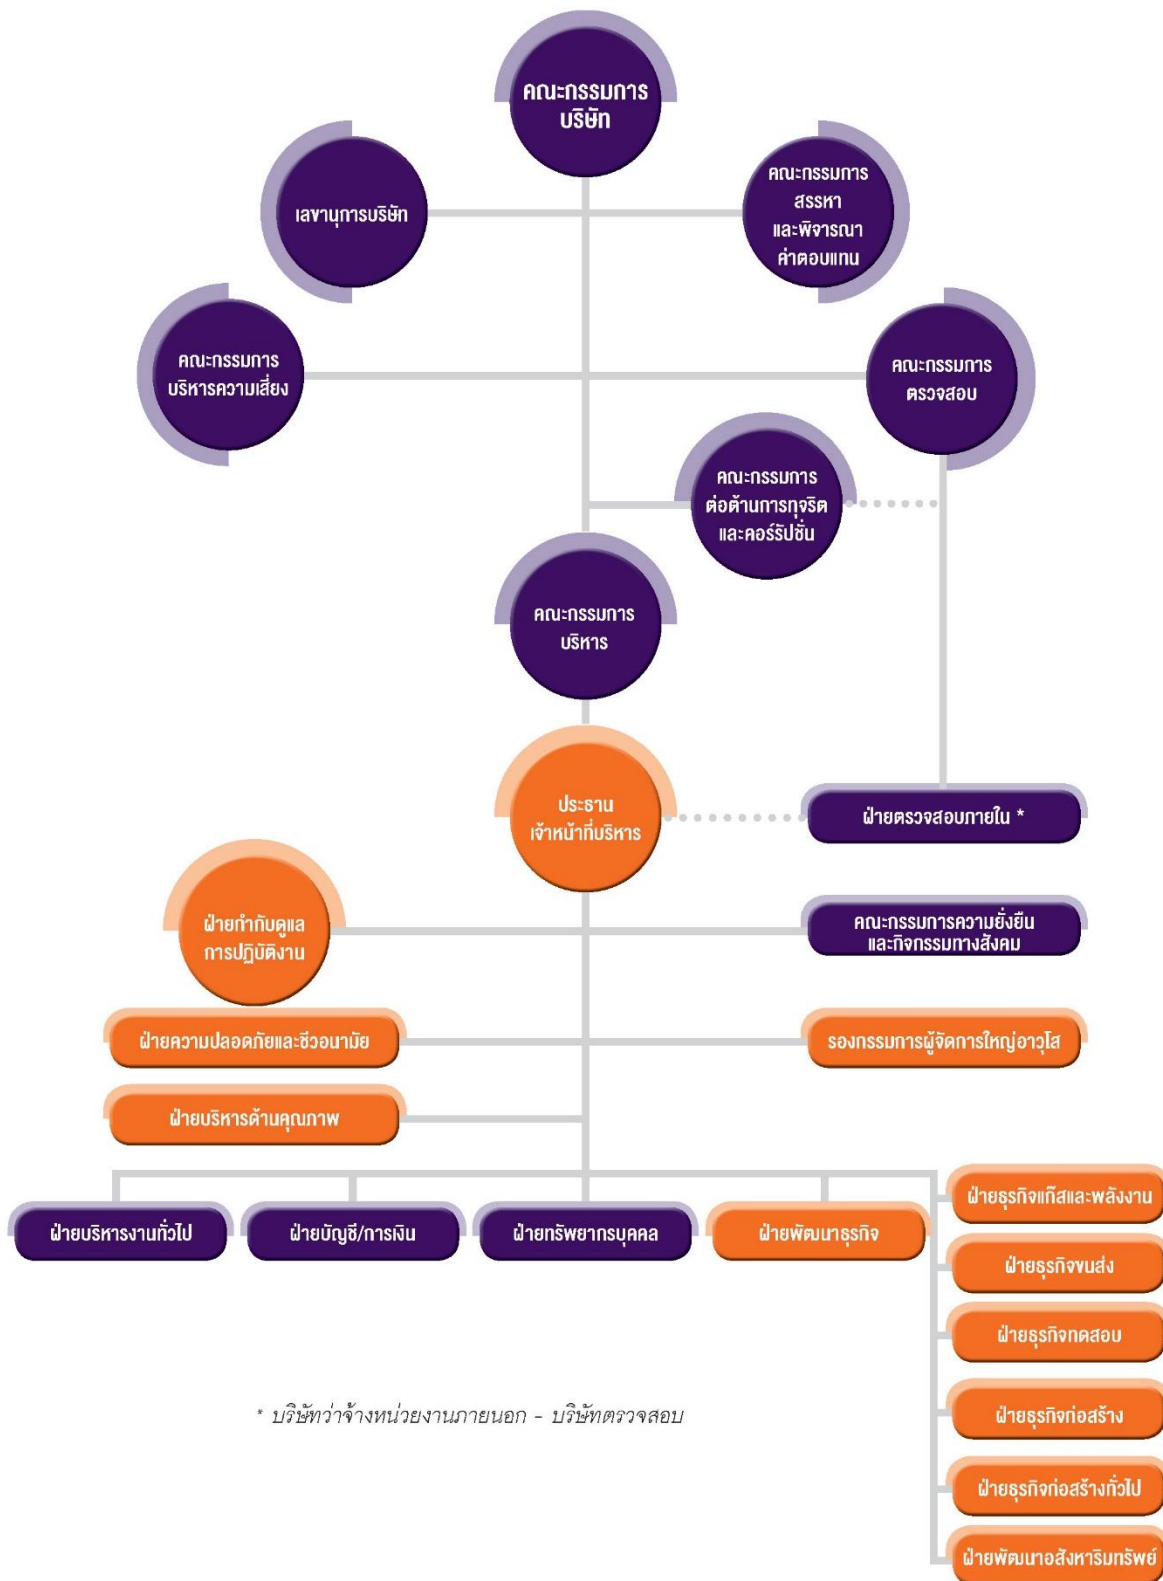 คณะกรรมการ
บริษัท
เลขานุการบริษัท
คณะกรรมการ
สรรหา
และพิจารณา
ค่าตอบแทน
คณะกรรมการ
บริหารความเสี่ยง
คณะกรรมการ
ตรวจสอบ
คณะกรรมการ
ต่อต้านการทุจริต
และคอร์รัปชั่น
คณะกรรมการ
บริหาร
ประธาน
เจ้าหน้าที่บริหาร
ฝ่ายตรวจสอบภายใน *
ฝ่ายกำกับดูแล
การปฏิบัติงาน
คณะกรรมการความยั่งยืน
และกิจกรรมทางสังคม
ฝ่ายความปลอดภัยและชีวอนามัย
รองกรรมการผู้จัดการใหญ่อาวุโส
ฝ่ายบริหารด้านคุณภาพ
ฝ่ายบริหารงานทั่วไป
ฝ่ายบัญชี/การเงิน
ฝ่ายทรัพยากรบุคคล
ฝ่ายพัฒนาธุรกิจ
ฝ่ายธุรกิจแก๊สและพลังงาน
ฝ่ายธุรกิจขนส่ง
ฝ่ายธุรกิจทดสอบ
ฝ่ายธุรกิจก่อสร้าง
ฝ่ายธุรกิจก่อสร้างทั่วไป
ฝ่ายพัฒนาอสังหาริมทรัพย์
* บริษัทว่าจ้างหน่วยงานภายนอก - บริษัทตรวจสอบ